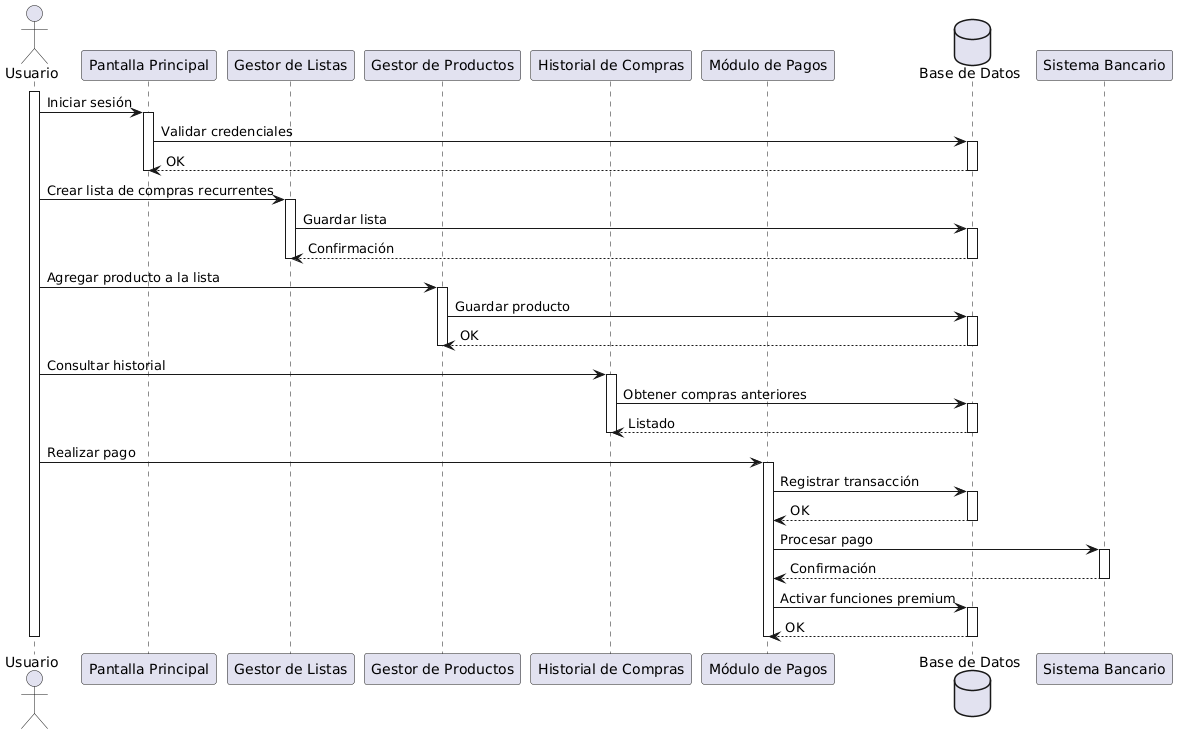 Usuario
Pantalla Principal
Gestor de Listas
Gestor de Productos
Historial de Compras
Módulo de Pagos
Base de Datos
Sistema Bancario
Iniciar sesión
Validar credenciales
OK
Crear lista de compras recurrentes
Guardar lista
Confirmación
Agregar producto a la lista
Guardar producto
OK
Consultar historial
Obtener compras anteriores
Listado
Realizar pago
Registrar transacción
OK
Procesar pago
Confirmación
Activar funciones premium
OK
Usuario
Pantalla Principal
Gestor de Listas
Gestor de Productos
Historial de Compras
Módulo de Pagos
Base de Datos
Sistema Bancario